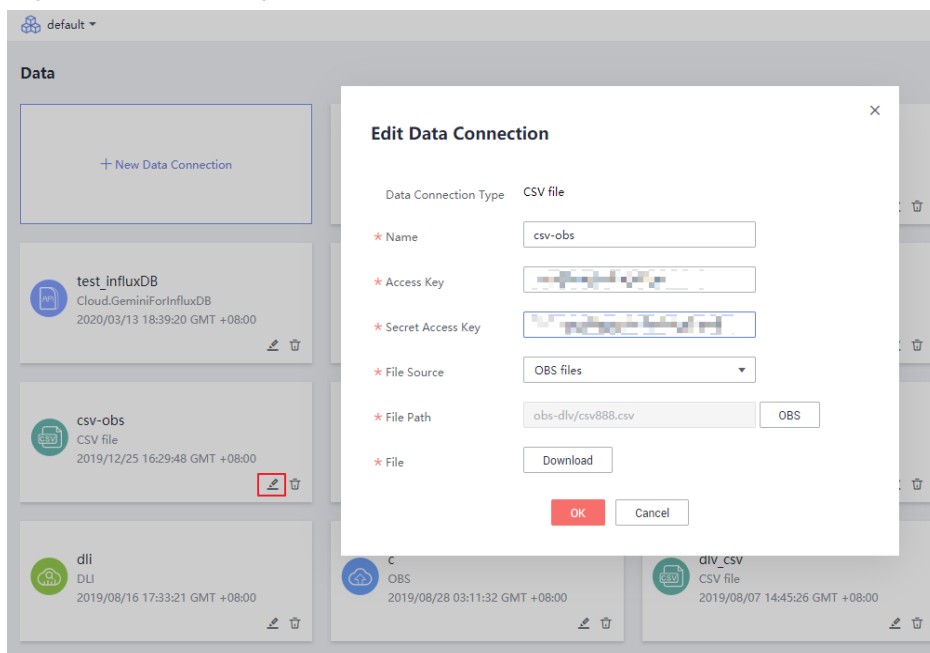 default
Data
+ New Data Connection
test_influxDB
Cloud.GeminiForInfluxDB
2020/03/13 18:39:20 GMT +08:00
csv-obs
CSV file
2019/12/25 16:29:48 GMT +08:00
dli
DLI
2019/08/16 17:33:21 GMT +08:00
c
OBS
2019/08/28 03:11:32 GMT +08:00
dlv_csv
CSV file
2019/08/07 14:45:26 GMT +08:00
Edit Data Connection
Data Connection Type CSV file
* Name csv-obs
* Access Key
* Secret Access Key
* File Source OBS files
* File Path obs-dlv/csv888.csv OBS
* File Download
OK Cancel